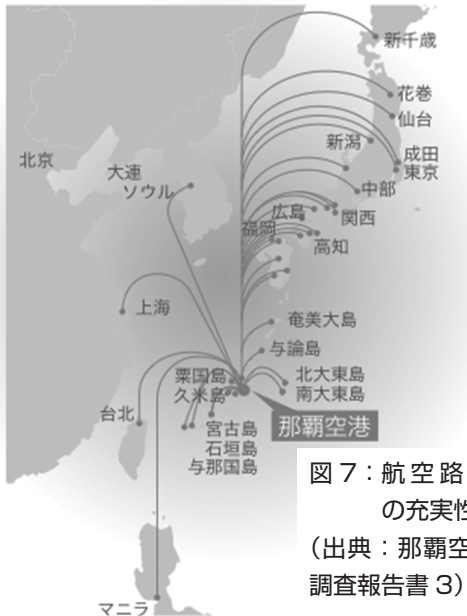 新千歳
花巻
仙台
新潟
成田
東京
北京
大連
ソウル
中部
広島
関西
福岡
高知
上海
奄美大島
与論島
粟国島
久米島
北大東島
南大東島
台北
那覇空港
宮古島
石垣島
与那国島
マニラ
図7：航空路
の充実性
（出典：那覇空
調査報告書3）